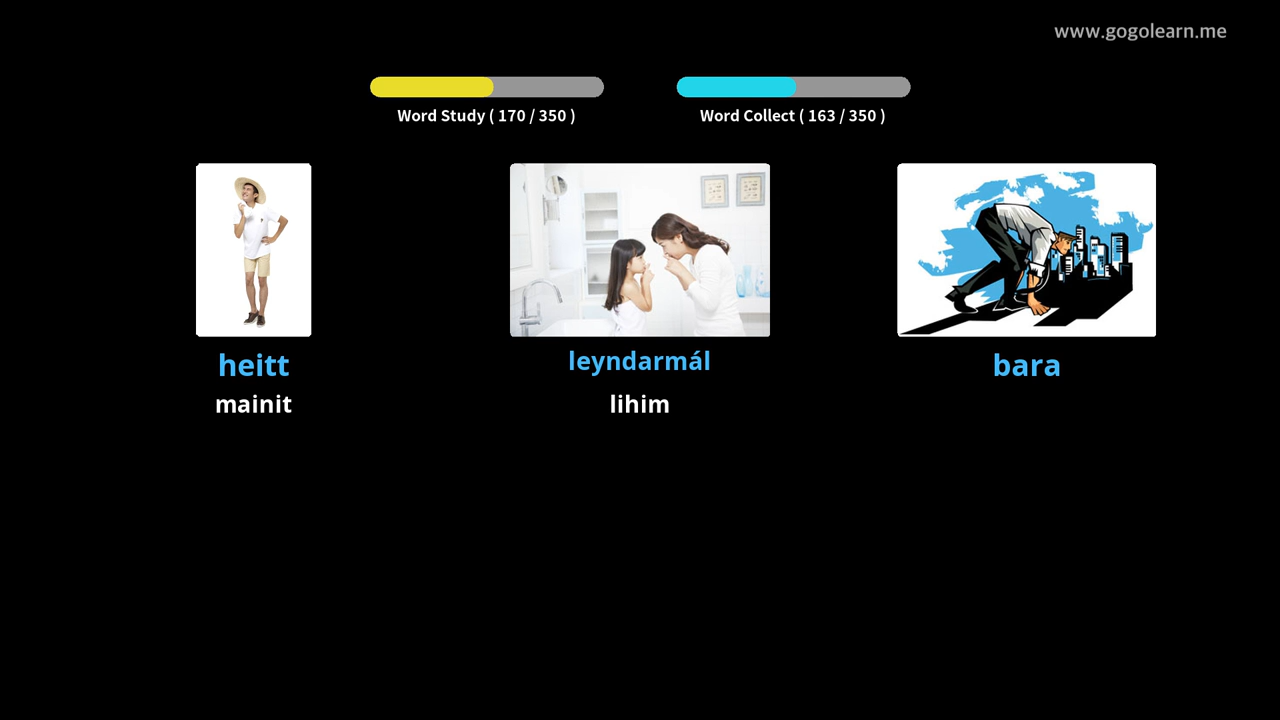 www.gogolearn.me
Word Study ( 170 / 350 )
Word Collect ( 163 / 350 )
heitt
leyndarmál
bara
mainit
lihim